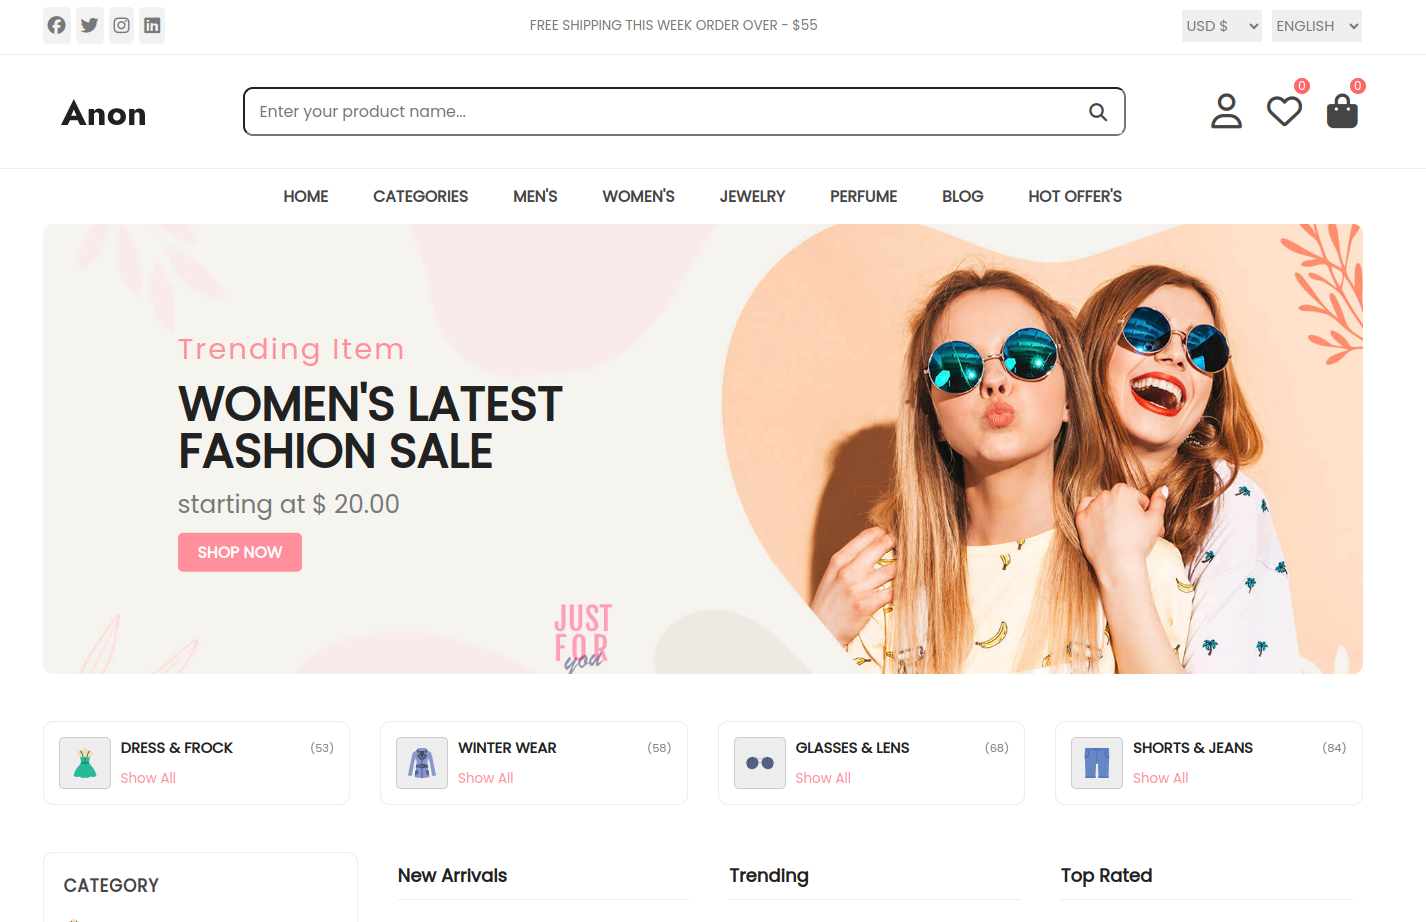 FREE SHIPPING THIS WEEK ORDER OVER - $55
USD $
ENGLISH
Anon
Enter your product name...
0
0
HOME
CATEGORIES
MEN'S
WOMEN'S
JEWELRY
PERFUME
BLOG
HOT OFFER'S
Trending Item
WOMEN'S LATEST
FASHION SALE
starting at $ 20.00
SHOP NOW
JUST
FOR
you
DRESS & FROCK
(53)
Show All
WINTER WEAR
(58)
Show All
GLASSES & LENS
(68)
Show All
SHORTS & JEANS
(84)
Show All
CATEGORY
New Arrivals
Trending
Top Rated